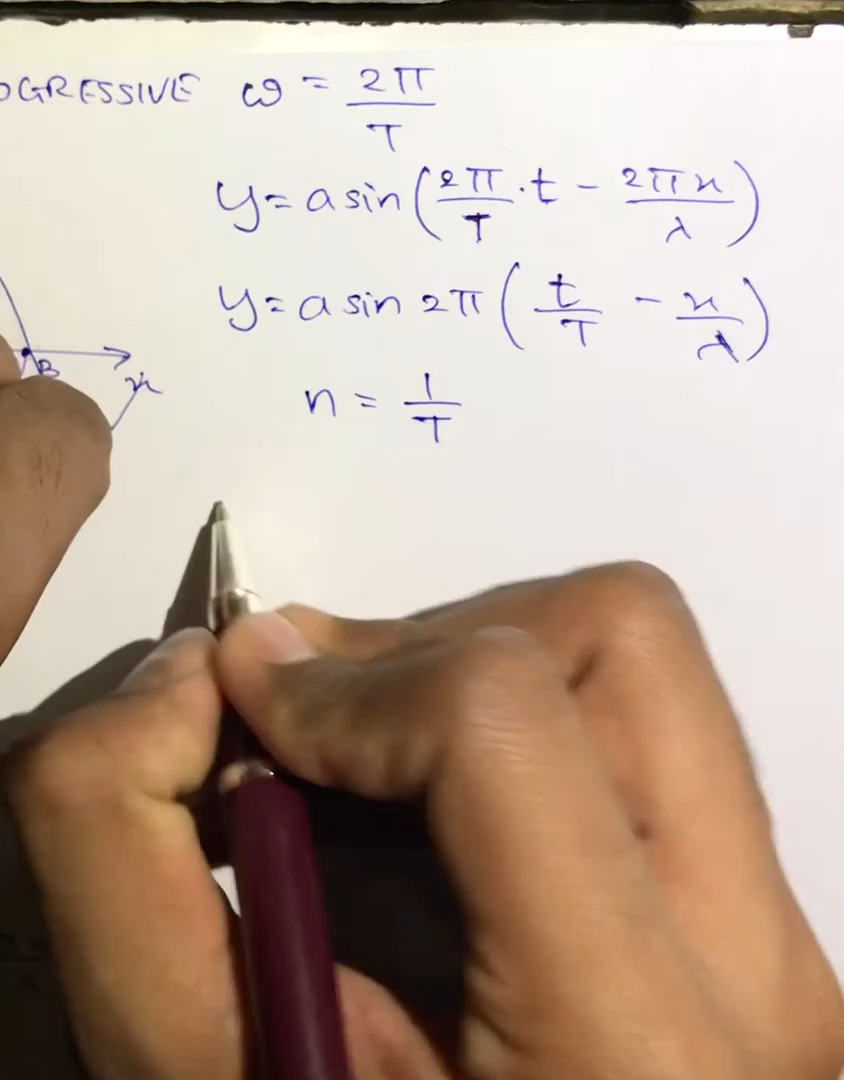 OGRESSIVE ω = 2π/T
y = a sin (2π/T . t - 2πx/λ)
y = a sin 2π (t/T - x/λ)
B
x
n = 1/T